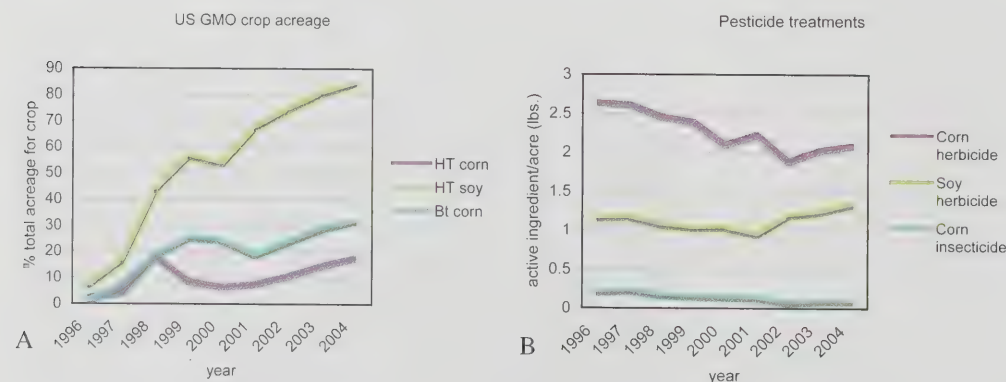 US GMO crop acreage
90
80
70
60
50
40
30
20
10
0
% total acreage for crop
1996
1997
1998
1999
2000
2001
2002
2003
2004
year
HT corn
HT soy
Bt corn
A
Pesticide treatments
3
2.5
2
1.5
1
0.5
0
active ingredient/acre (lbs.)
1996
1997
1998
1999
2000
2001
2002
2003
2004
year
Corn
herbicide
Soy
herbicide
Corn
insecticide
B